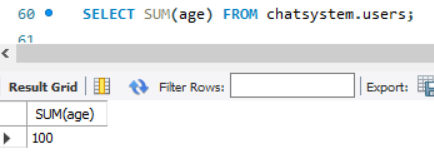 60 SELECT SUM(age) FROM chatsystem.users;
61
Result Grid Filter Rows: Export:
SUM(age)
100